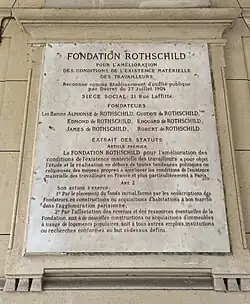 FONDATION ROTHSCHILD
POUR L'AMÉLIORATION
DES CONDITIONS DE L'EXISTENCE MATÉRIELLE
DES TRAVAILLEURS.
Reconnue comme Etablissement d'utilité publique
par Décret du 27 Juillet 1904
SIÈGE SOCIAL: 21 Rue Laffitte.
FONDATEURS
Les Barons ALPHONSE DE ROTHSCHILD, GUSTAVE DE ROTHSCHILD,
EDMOND DE ROTHSCHILD, EDOUARD DE ROTHSCHILD,
JAMES DE ROTHSCHILD, ROBERT DE ROTHSCHILD.
EXTRAIT DES STATUTS
ARTICLE PREMIER
La FONDATION ROTHSCHILD pour l'amélioration des
conditions de l'existence matérielle des travailleurs a pour objet
l'étude et la réalisation en dehors de toutes tendances politiques ou
religieuses des moyens propres à améliorer les conditions de l'existence
matérielle des travailleurs en France et plus particulièrement à Paris.
ART 2
Son action s'exerce:
1° Par le placement du fonds social formé par les souscriptions des
Fondateurs, en constructions ou acquisitions d'habitations à bon marché
dans l'agglomération parisienne.
2° Par l'affectation des revenus et des ressources éventuelles de la
Fondation, soit à de nouvelles constructions ou acquisitions d'immeubles
à usage de logements populaires, soit à tous autres emplois, institutions
ou recherches conformes au but ci-dessus défini.